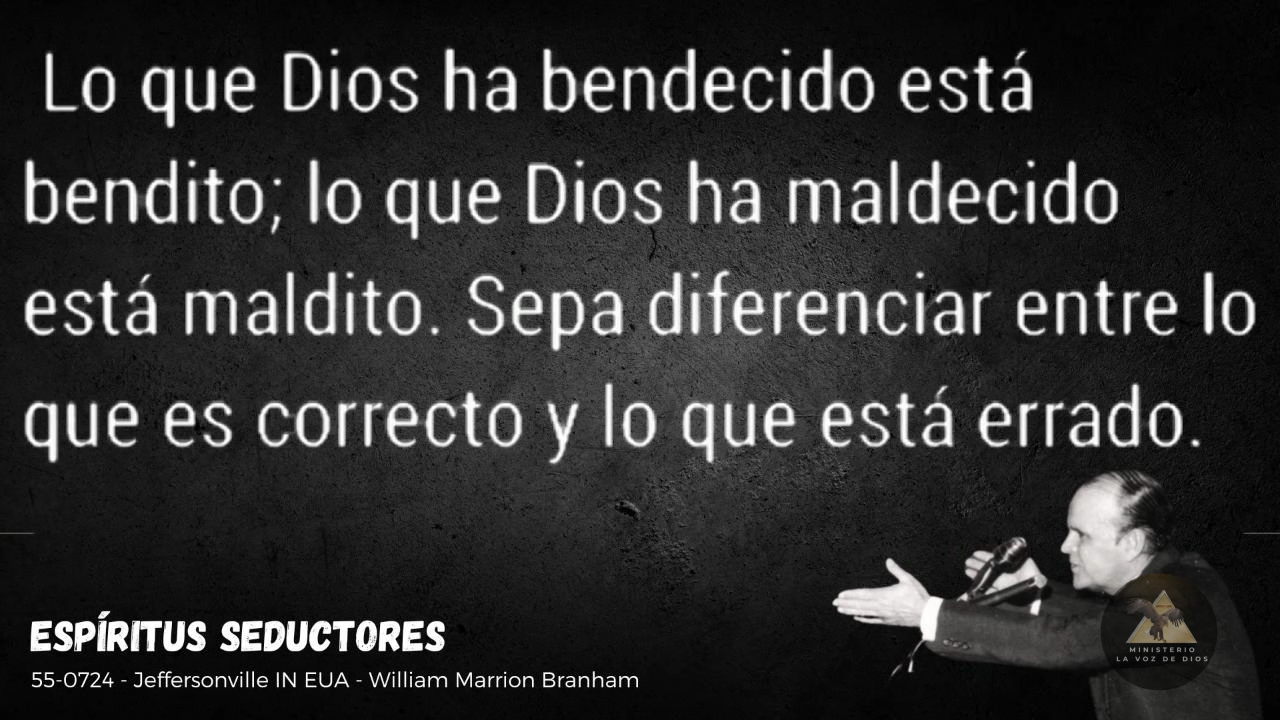 Lo que Dios ha bendecido está
bendito; lo que Dios ha maldecido
está maldito. Sepa diferenciar entre lo
que es correcto y lo que está errado.
ESPÍRITUS SEDUCTORES
55-0724 - Jeffersonville IN EUA - William Marrion Branham
MINISTERIO
LA VOZ DE DIOS